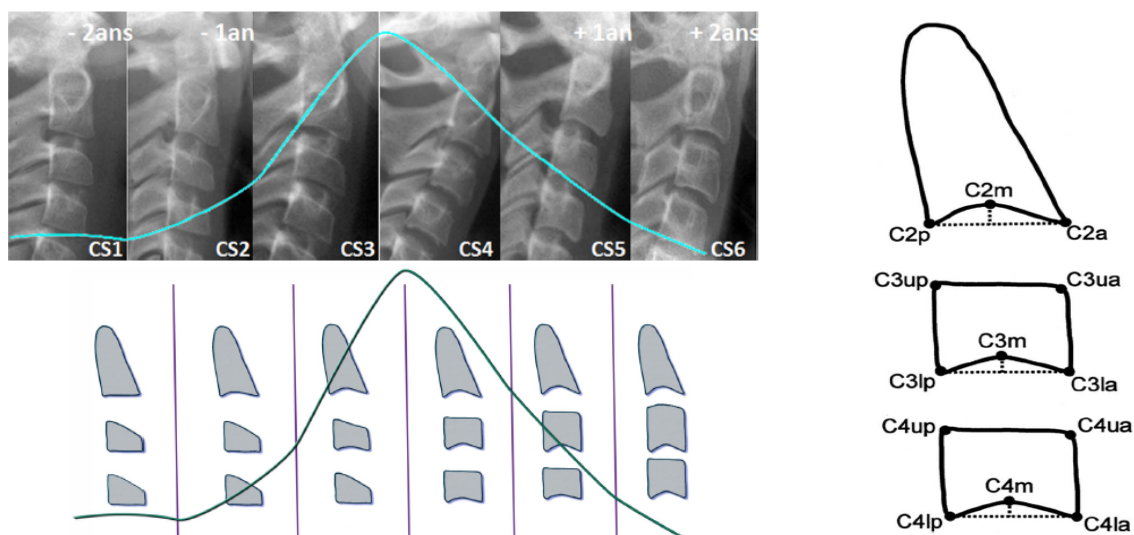 - 2ans
- 1an
+ 1an
+ 2ans
CS1
CS2
CS3
CS4
CS5
CS6
C2m
C2p
C2a
C3up
C3ua
C3m
C3lp
C3la
C4up
C4ua
C4m
C4lp
C4la